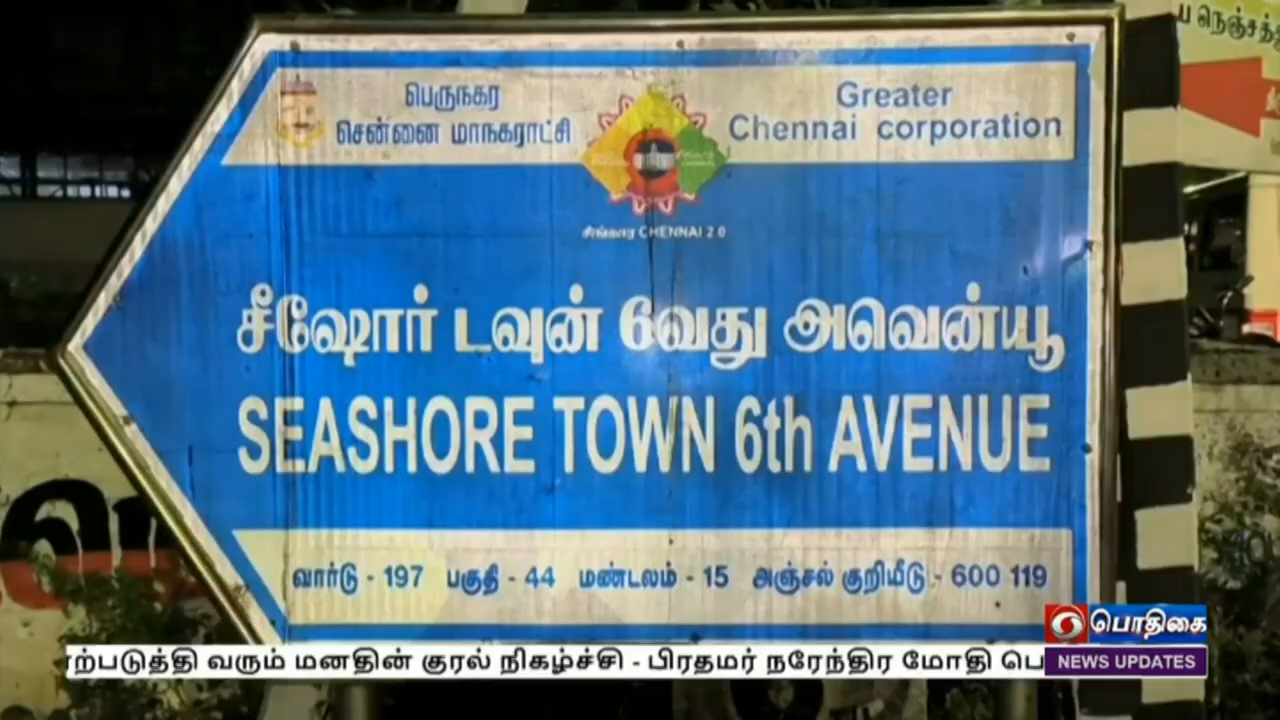 பெருநகர
சென்னை மாநகராட்சி
Greater
Chennai corporation
சிங்கார CHENNAI 2.0
சீஷோர் டவுன் 6வேது அவென்யூ
SEASHORE TOWN 6th AVENUE
வார்டு - 197 பகுதி - 44 மண்டலம் - 15 அஞ்சல் குறியீடு - 600 119
பொதிகை
ற்படுத்தி வரும் மனதின் குரல் நிகழ்ச்சி - பிரதமர் நரேந்திர மோதி பெ
NEWS UPDATES